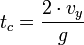 t_c = \frac{2 \cdot v_y}{g}